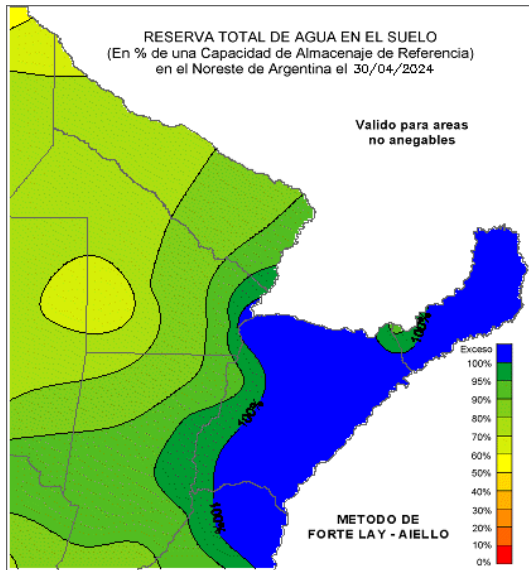 RESERVA TOTAL DE AGUA EN EL SUELO
(En % de una Capacidad de Almacenaje de Referencia)
en el Noreste de Argentina el 30/04/2024
Valido para areas
no anegables
100%
100%
100%
Exceso
100%
95%
90%
80%
70%
60%
50%
40%
30%
20%
10%
0%
METODO DE
FORTE LAY - AIELLO